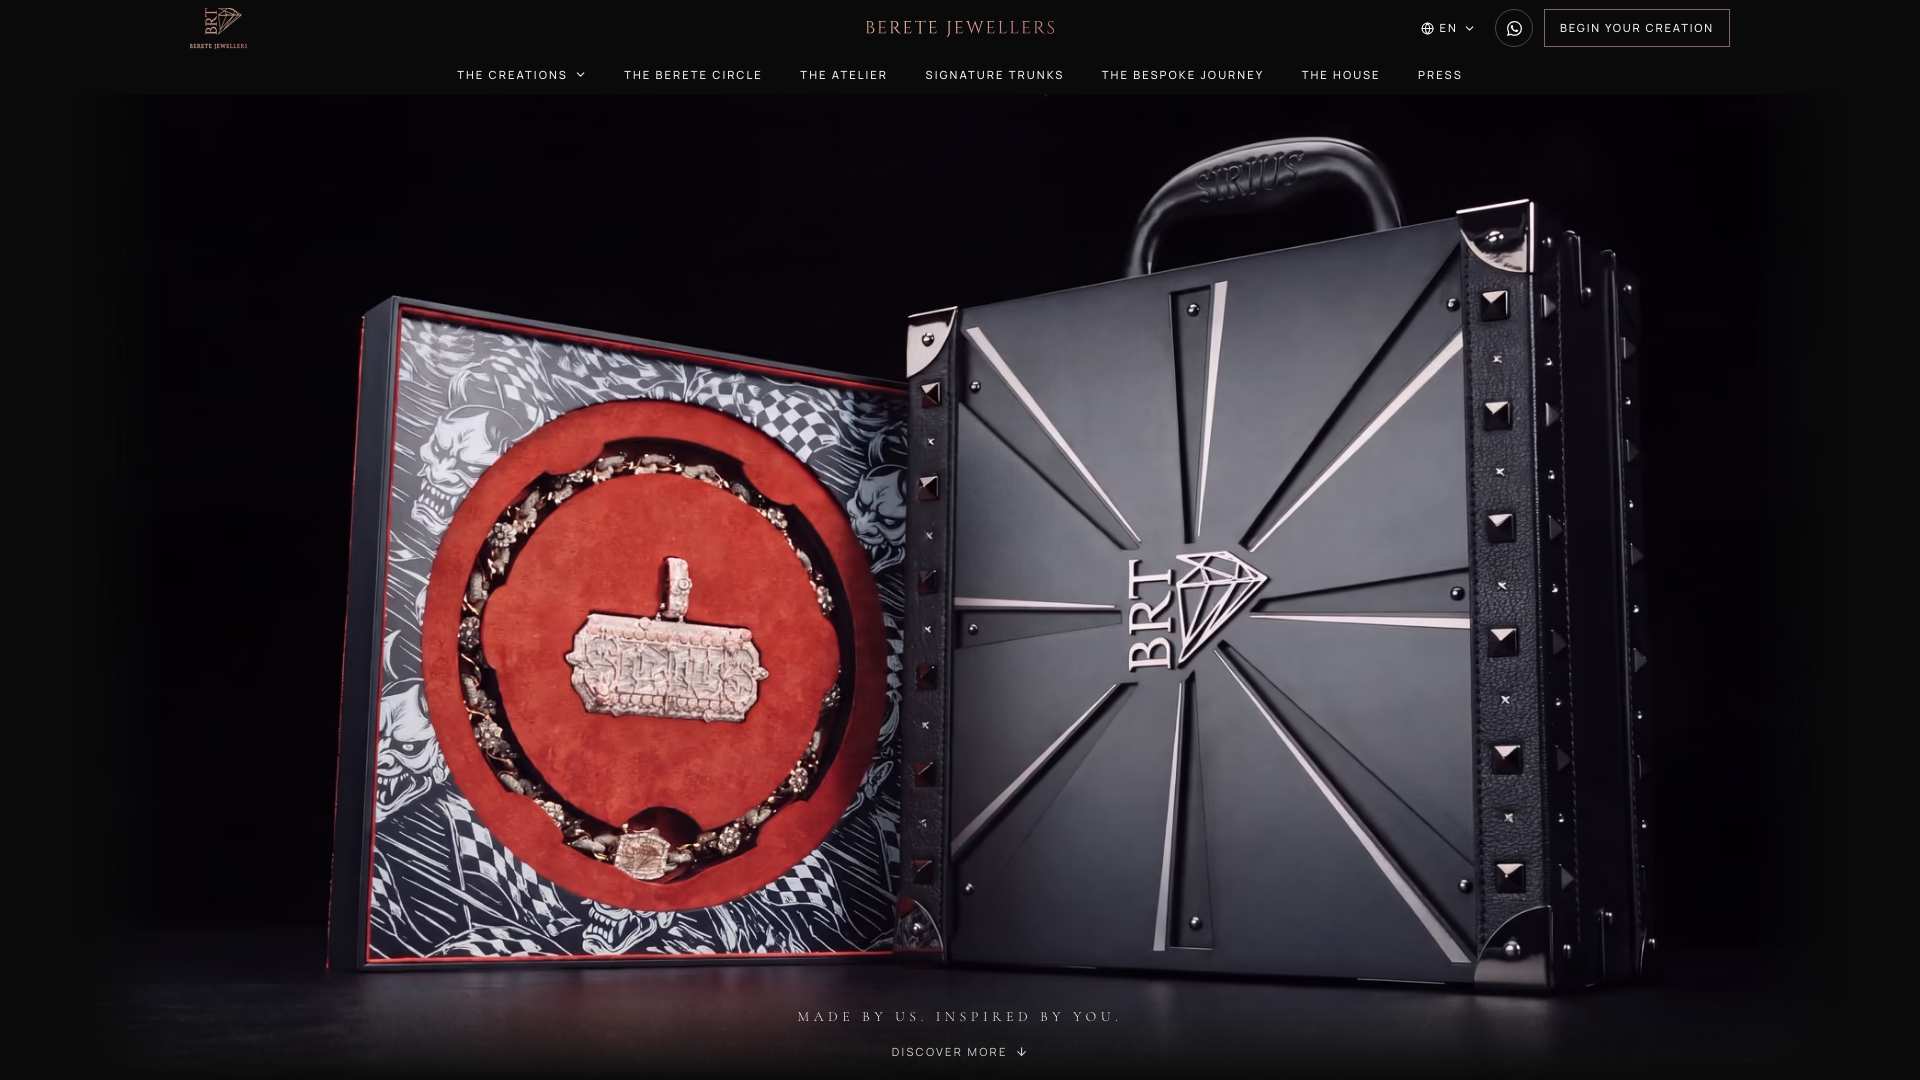 BRT
BERETE JEWELLERS
BERETE JEWELLERS
EN
BEGIN YOUR CREATION
THE CREATIONS
THE BERETE CIRCLE
THE ATELIER
SIGNATURE TRUNKS
THE BESPOKE JOURNEY
THE HOUSE
PRESS
SIRIUS
SIRIUS
BRT
MADE BY US. INSPIRED BY YOU.
DISCOVER MORE